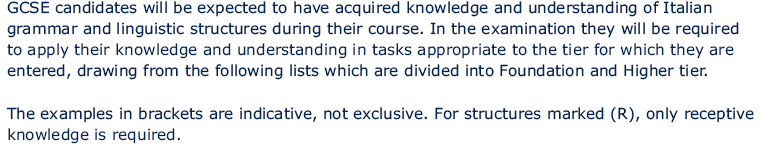 GCSE candidates will be expected to have acquired knowledge and understanding of Italian
grammar and linguistic structures during their course. In the examination they will be required
to apply their knowledge and understanding in tasks appropriate to the tier for which they are
entered, drawing from the following lists which are divided into Foundation and Higher tier.
The examples in brackets are indicative, not exclusive. For structures marked (R), only receptive
knowledge is required.